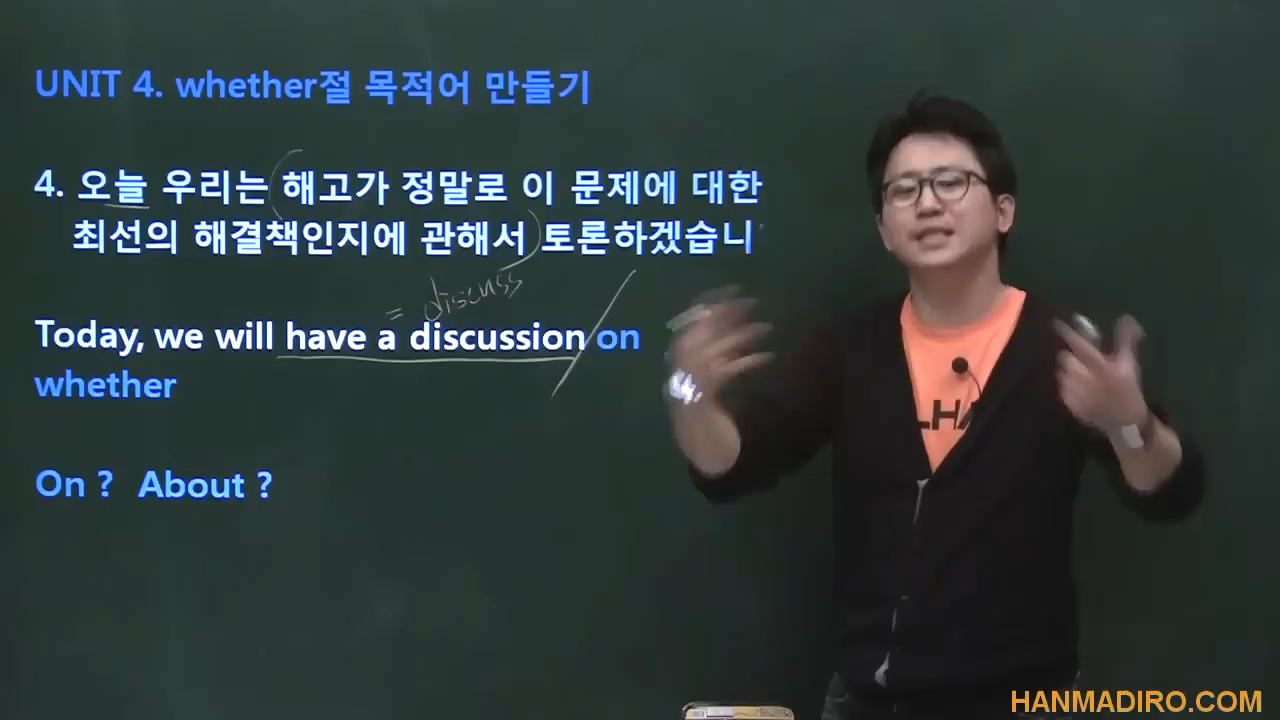 UNIT 4. whether절 목적어 만들기
4. 오늘 우리는 해고가 정말로 이 문제에 대한
최선의 해결책인지에 관해서 토론하겠습니
= discuss
Today, we will have a discussion on
whether
On ? About ?
LHA
HANMADIRO.COM